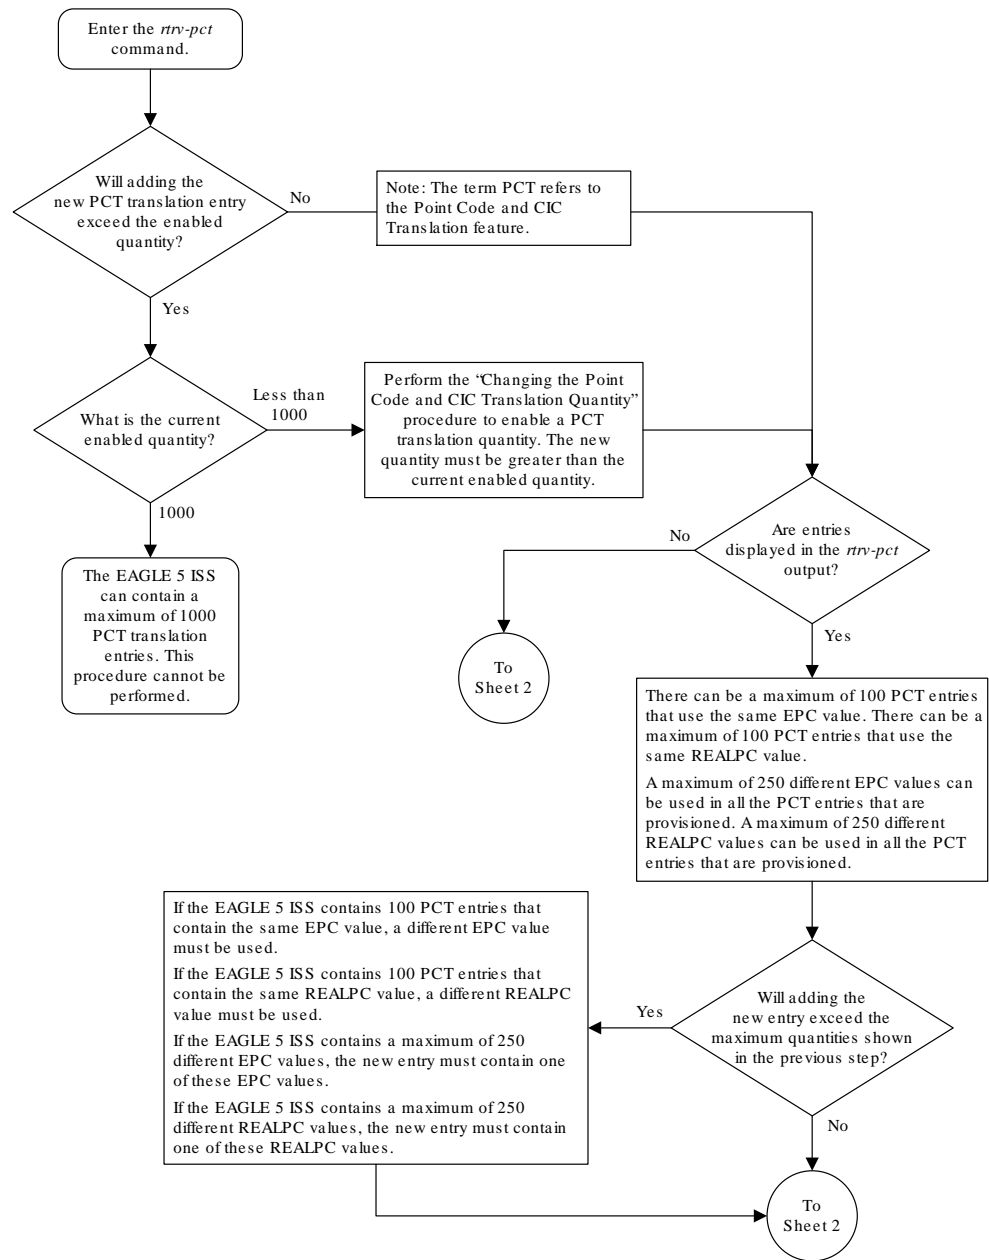 Enter the rtrv-pct
command.
Will adding the
new PCT translation entry
exceed the enabled
quantity?
No
Note: The term PCT refers to
the Point Code and CIC
Translation feature.
Yes
What is the current
enabled quantity?
Less than
1000
Perform the “Changing the Point
Code and CIC Translation Quantity”
procedure to enable a PCT
translation quantity. The new
quantity must be greater than the
current enabled quantity.
1000
The EAGLE 5 ISS
can contain a
maximum of 1000
PCT translation
entries. This
procedure cannot be
performed.
Are entries
displayed in the rtrv-pct
output?
No
To
Sheet 2
Yes
There can be a maximum of 100 PCT entries
that use the same EPC value. There can be a
maximum of 100 PCT entries that use the
same REALPC value.
A maximum of 250 different EPC values can
be used in all the PCT entries that are
provisioned. A maximum of 250 different
REALPC values can be used in all the PCT
entries that are provisioned.
Will adding the
new entry exceed the
maximum quantities shown
in the previous step?
Yes
If the EAGLE 5 ISS contains 100 PCT entries that
contain the same EPC value, a different EPC value
must be used.
If the EAGLE 5 ISS contains 100 PCT entries that
contain the same REALPC value, a different REALPC
value must be used.
If the EAGLE 5 ISS contains a maximum of 250
different EPC values, the new entry must contain one
of these EPC values.
If the EAGLE 5 ISS contains a maximum of 250
different REALPC values, the new entry must contain
one of these REALPC values.
No
To
Sheet 2